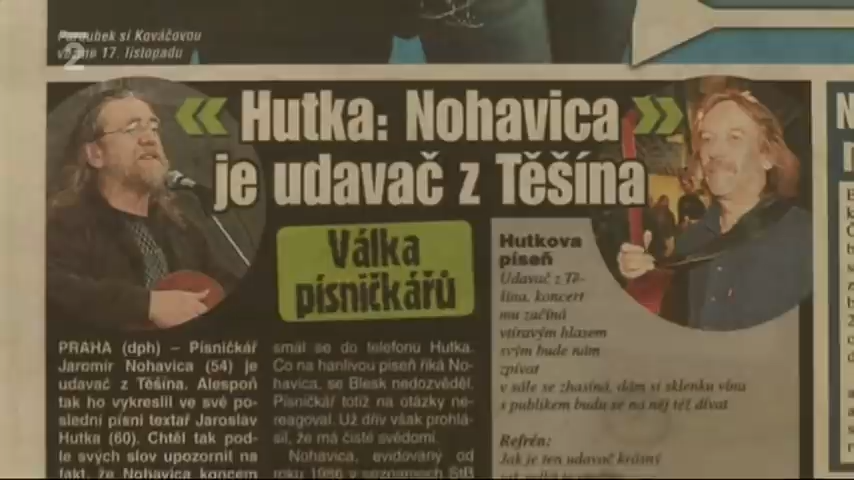 Paroubek si Kováčovou
vezme 17. listopadu
2
« Hutka: Nohavica »
je udavač z Těšína
Válka
písničkářů
PRAHA (dph) – Písničkář
Jaromír Nohavica (54) je
udavač z Těšína. Alespoň
tak ho vykreslil ve své po-
slední písni textař Jaroslav
Hutka (60). Chtěl tak pod-
le svých slov upozornit na
fakt, že Nohavica koncem
smál se do telefonu Hutka.
Co na hanlivou píseň říká No-
havica, se Blesk nedozvěděl.
Písničkář totiž na otázky ne-
reagoval. Už dřív však prohlá-
sil, že má čisté svědomí.
Nohavica, evidovaný od
roku 1986 v seznamech StB
Hutkova
píseň
Udavač z Tě-
šína, koncert
mu začíná
vtíravým hlasem
svým bude nám
zpívat
v sále se zhasíná, dám si sklenku vína
s publikem budu se na něj též dívat
Refrén:
Jak je ten udavač krásný